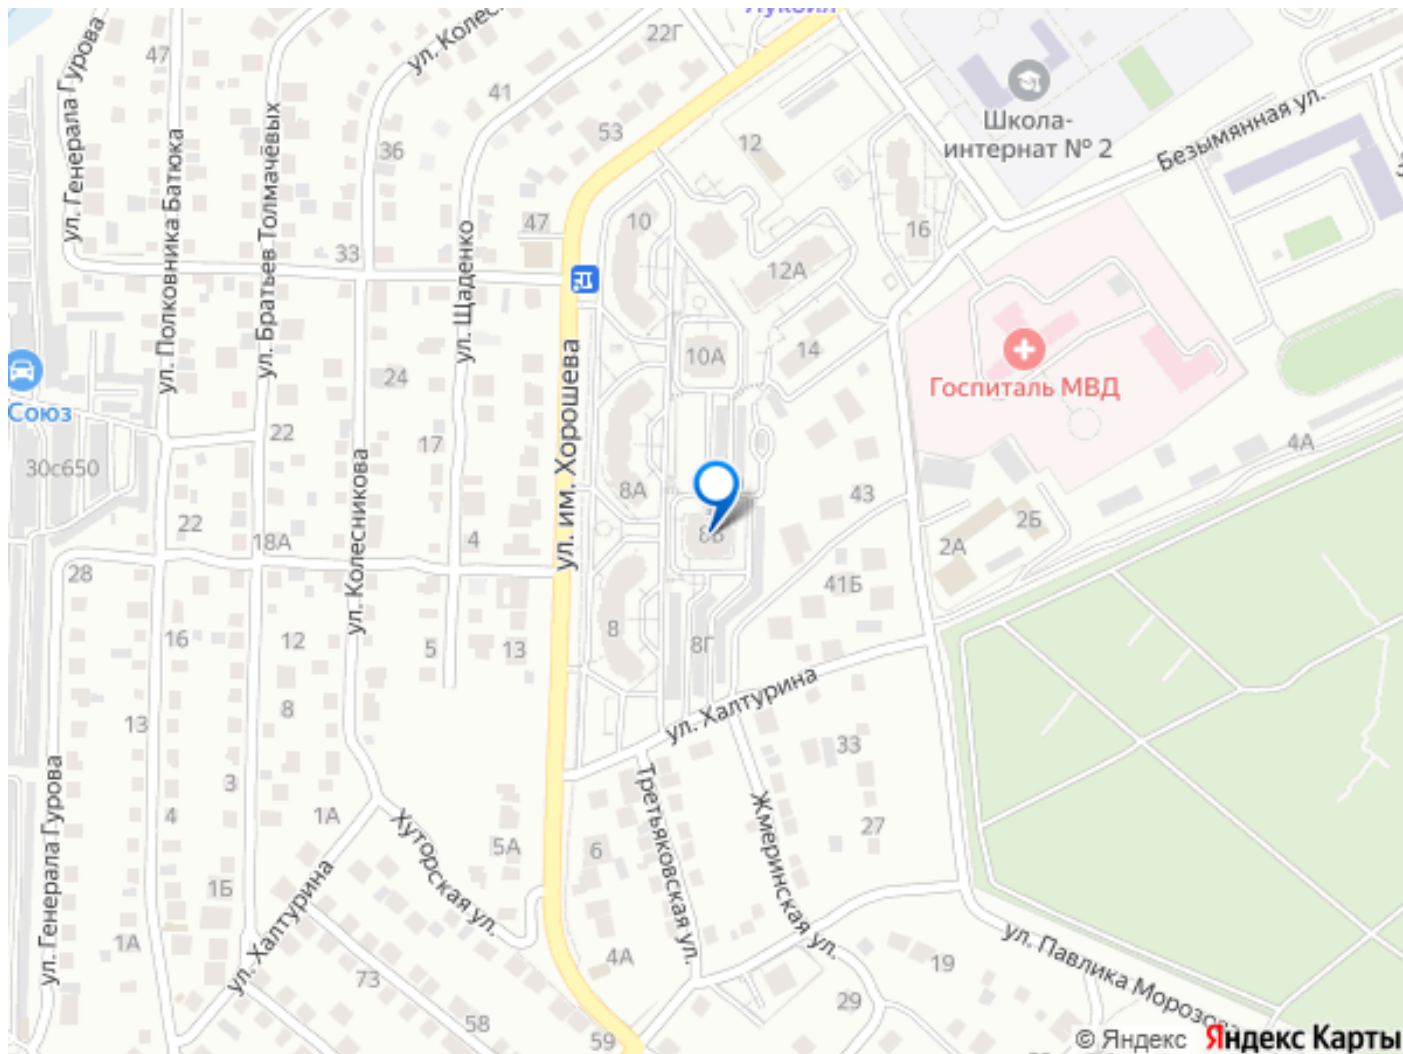 Лукойл
ул. Генерала Гурова
47
ул. Колес
22Г
41
53
36
12
Школа-
интернат № 2
Безымянная ул.
ул. Полковника Батюка
ул. Братьев Толмачёвых
ул. Щаденко
33
47
10
16
12А
10А
14
ул. им. Хорошева
Госпиталь МВД
Союз
24
22
17
30с650
8А
43
4А
ул. Колесникова
22
18А
4
8Б
2Б
2А
28
41Б
16
12
5
13
8
8Г
ул. Халтурина
8
13
33
ул. Генерала Гурова
3
4
1А
Хуторская ул.
5А
6
Третьяковская ул.
Жмеринская ул.
27
1Б
1А
ул. Халтурина
73
4А
19
ул. Павлика Морозова
29
58
59
© Яндекс Яндекс Карты